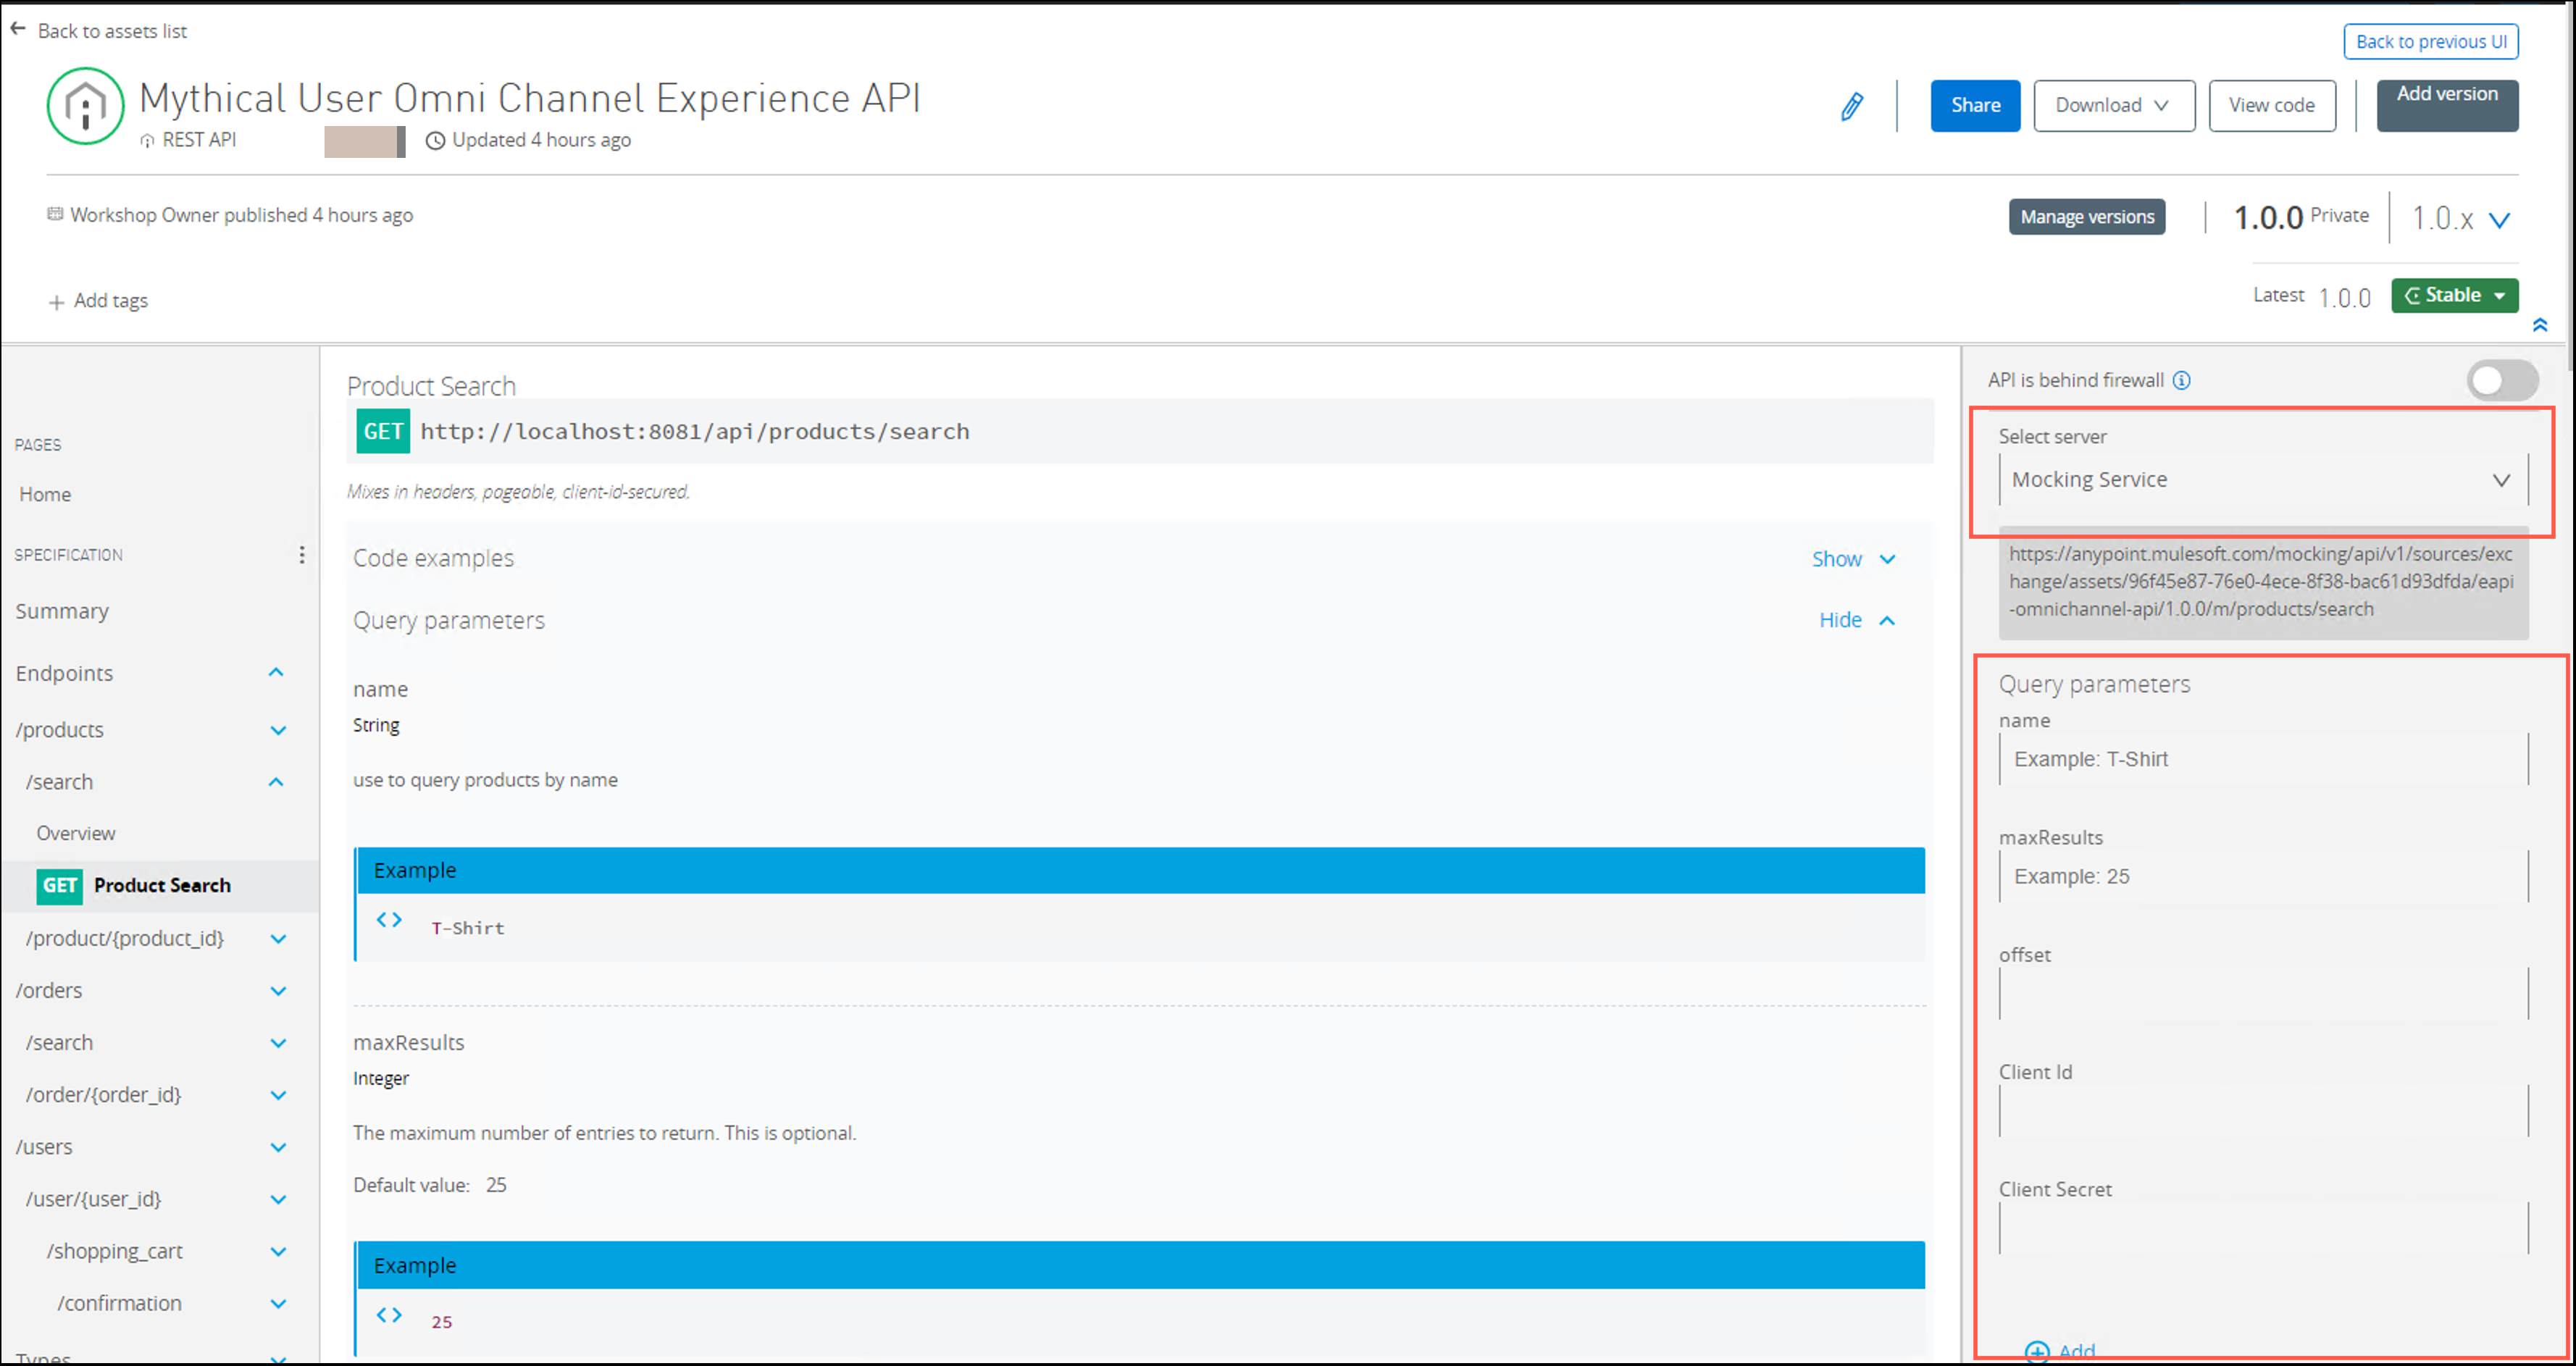 Back to assets list
Back to previous UI
Mythical User Omni Channel Experience API
Share
Download
View code
Add version
REST API
Updated 4 hours ago
Workshop Owner published 4 hours ago
Manage versions
1.0.0 Private
1.0.x
Add tags
Latest 1.0.0
Stable
PAGES
Home
SPECIFICATION
Summary
Endpoints
/products
/search
Overview
GET Product Search
/product/{product_id}
/orders
/search
/order/{order_id}
/users
/user/{user_id}
/shopping_cart
/confirmation
Types
Product Search
GET http://localhost:8081/api/products/search
Mixes in headers, pageable, client-id-secured.
Code examples
Show
Query parameters
Hide
name
String
use to query products by name
Example
T-Shirt
maxResults
Integer
The maximum number of entries to return. This is optional.
Default value: 25
Example
25
API is behind firewall
Select server
Mocking Service
https://anypoint.mulesoft.com/mocking/api/v1/sources/exc
hange/assets/96f45e87-76e0-4ece-8f38-bac61d93dfda/eapi
-omnichannel-api/1.0.0/m/products/search
Query parameters
name
Example: T-Shirt
maxResults
Example: 25
offset
Client Id
Client Secret
Add